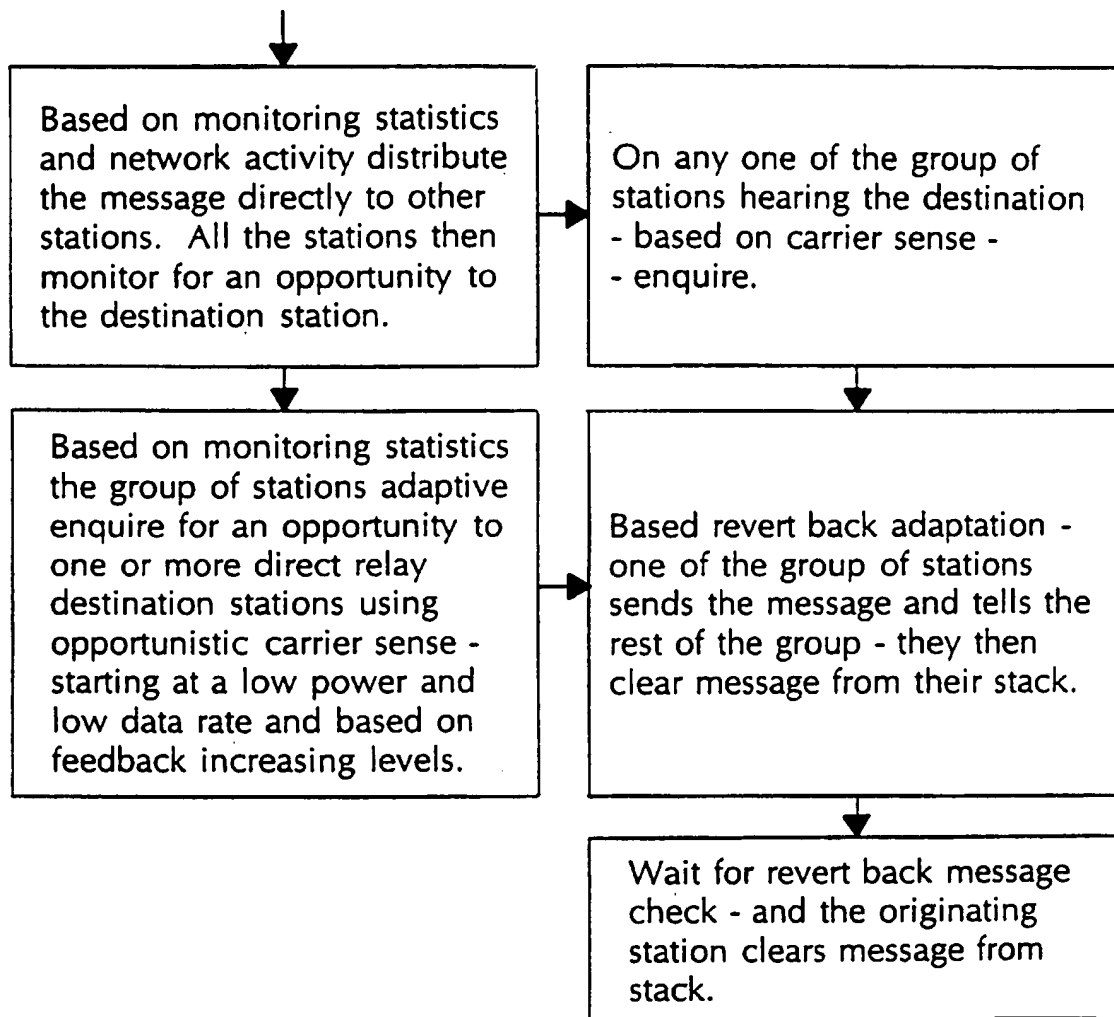 Based on monitoring statistics
and network activity distribute
the message directly to other
stations. All the stations then
monitor for an opportunity to
the destination station.
On any one of the group of
stations hearing the destination
- based on carrier sense -
- enquire.
Based on monitoring statistics
the group of stations adaptive
enquire for an opportunity to
one or more direct relay
destination stations using
opportunistic carrier sense -
starting at a low power and
low data rate and based on
feedback increasing levels.
Based revert back adaptation -
one of the group of stations
sends the message and tells the
rest of the group - they then
clear message from their stack.
Wait for revert back message
check - and the originating
station clears message from
stack.